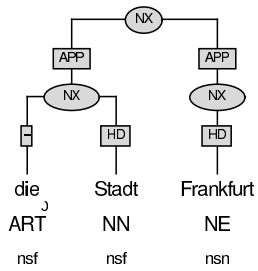 NX
APP APP
NX NX
- HD HD
die Stadt Frankfurt
ART NN NE
nsf nsf nsn